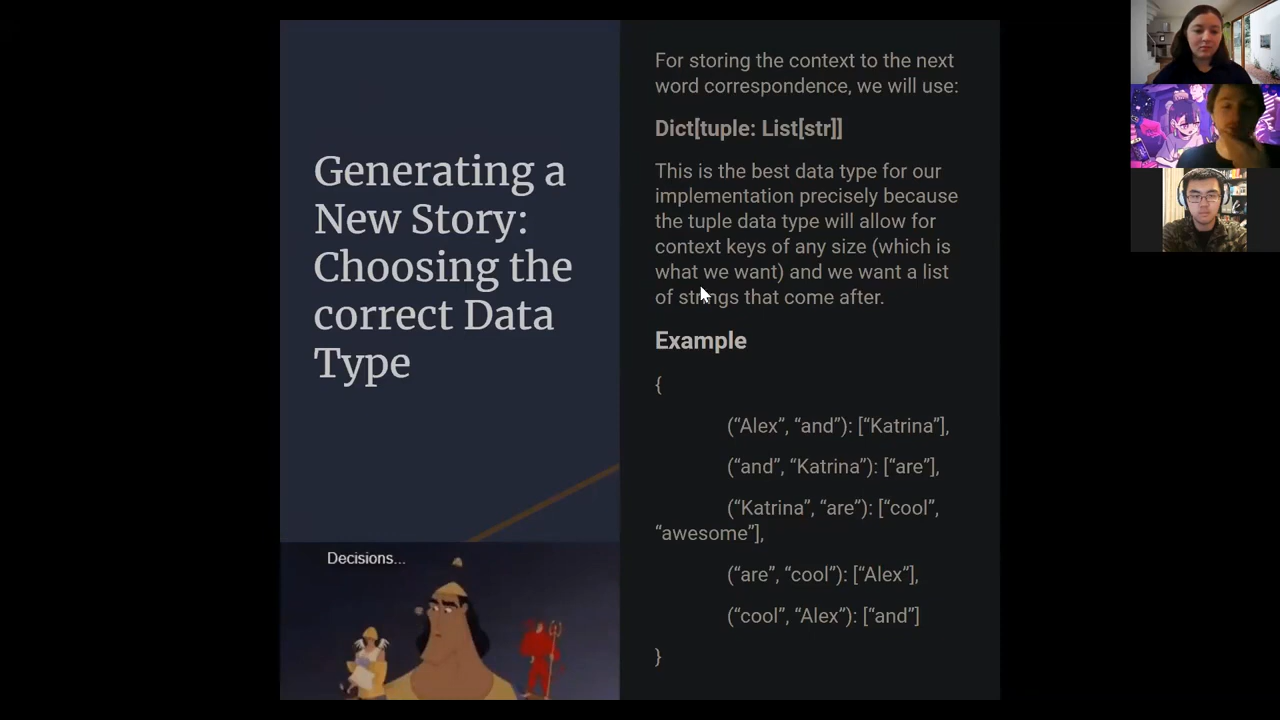 Generating a
New Story:
Choosing the
correct Data
Type
Decisions...
For storing the context to the next
word correspondence, we will use:
Dict[tuple: List[str]]
This is the best data type for our
implementation precisely because
the tuple data type will allow for
context keys of any size (which is
what we want) and we want a list
of strings that come after.
Example
{
(“Alex”, “and”): [“Katrina”],
(“and”, “Katrina”): [“are”],
(“Katrina”, “are”): [“cool”,
“awesome”],
(“are”, “cool”): [“Alex”],
(“cool”, “Alex”): [“and”]
}